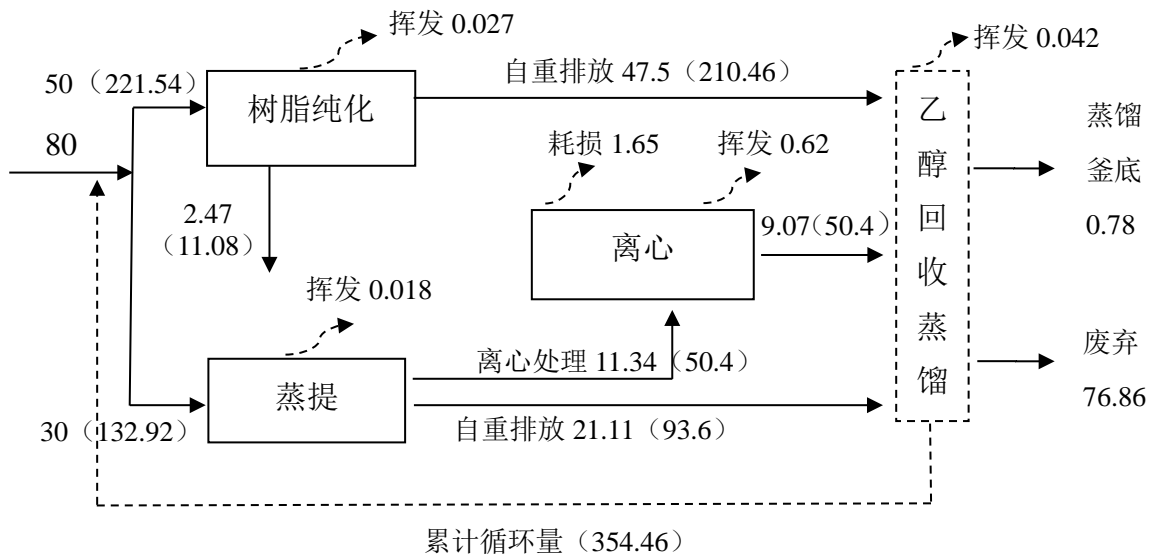 挥发 0.027
挥发 0.042
50（221.54）
自重排放 47.5（210.46）
树脂纯化
80
耗损 1.65
挥发 0.62
乙醇回收蒸馏
蒸馏
釜底
0.78
2.47
（11.08）
离心
9.07(50.4）
挥发 0.018
离心处理 11.34（50.4）
废弃
76.86
蒸提
30（132.92）
自重排放 21.11（93.6）
累计循环量（354.46）